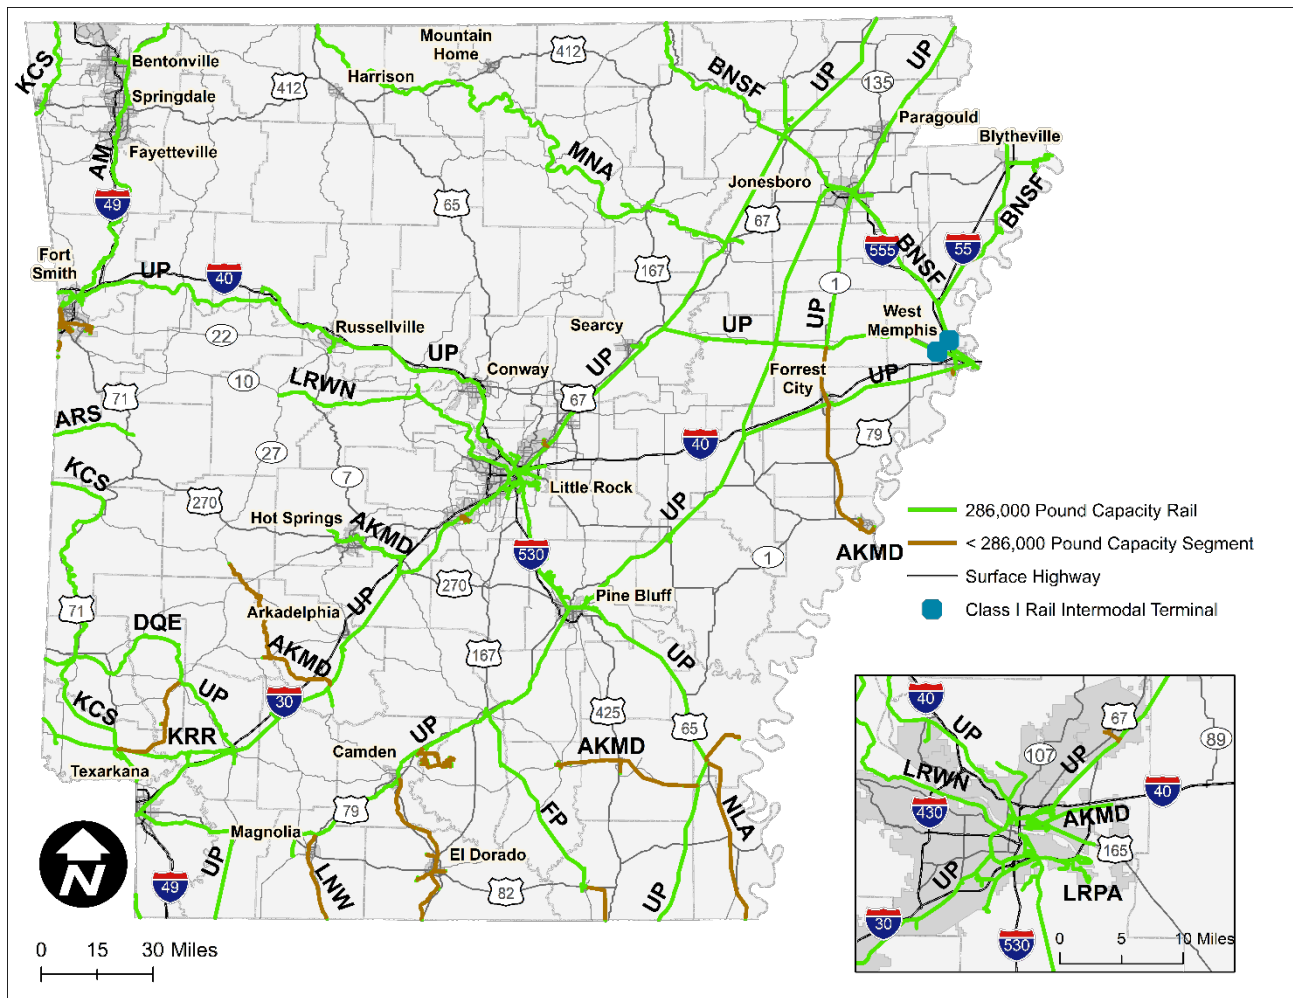 Mountain
Home
412
UP
UP
KCS
Bentonville
Harrison
BNSF
135
412
Springdale
Paragould
Blytheville
Fayetteville
AM
MNA
Jonesboro
BNSF
49
65
67
555
55
BNSF
Fort
Smith
UP
40
167
1
West
Memphis
22
Russellville
Searcy
UP
UP
UP
UP
Conway
Forrest
City
UP
10
LRWN
71
67
ARS
79
40
27
KCS
7
Little Rock
270
Hot Springs
AKMD
UP
286,000 Pound Capacity Rail
< 286,000 Pound Capacity Segment
AKMD
530
1
Surface Highway
270
Pine Bluff
71
Arkadelphia
UP
Class I Rail Intermodal Terminal
DQE
167
UP
AKMD
UP
30
KCS
425
65
UP
KRR
Camden
AKMD
Texarkana
79
FP
NLA
Magnolia
UP
El Dorado
LNW
49
82
UP
N
0 15 30 Miles
40
UP
67
107
UP
89
LRWN
40
430
AKMD
165
UP
LRPA
30
530
0 5 10 Miles